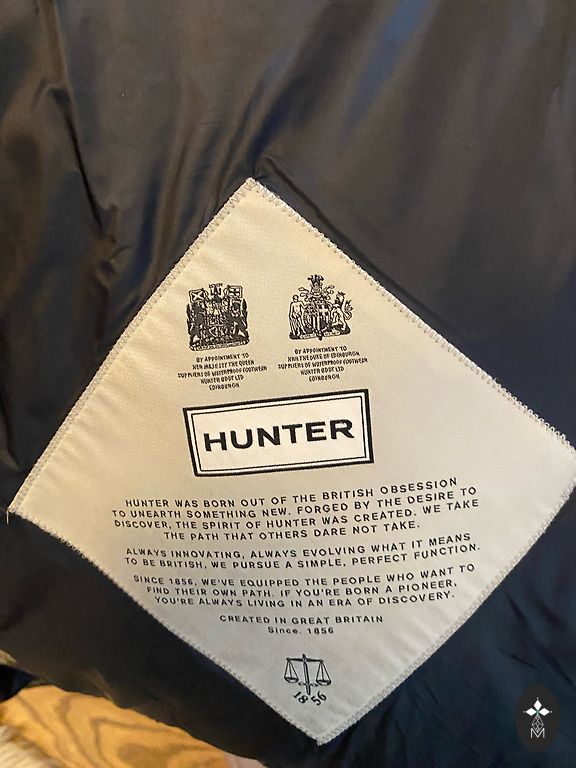 BY APPOINTMENT TO
HER MAJESTY THE QUEEN
SUPPLIERS OF WATERPROOF FOOTWEAR
HUNTER BOOT LTD
EDINBURGH
BY APPOINTMENT TO
HRH THE DUKE OF EDINBURGH
SUPPLIERS OF WATERPROOF FOOTWEAR
HUNTER BOOT LTD
EDINBURGH
HUNTER
HUNTER WAS BORN OUT OF THE BRITISH OBSESSION
TO UNEARTH SOMETHING NEW. FORGED BY THE DESIRE TO
DISCOVER, THE SPIRIT OF HUNTER WAS CREATED. WE TAKE
THE PATH THAT OTHERS DARE NOT TAKE.
ALWAYS INNOVATING, ALWAYS EVOLVING WHAT IT MEANS
TO BE BRITISH, WE PURSUE A SIMPLE, PERFECT FUNCTION.
SINCE 1856, WE'VE EQUIPPED THE PEOPLE WHO WANT TO
FIND THEIR OWN PATH. IF YOU'RE BORN A PIONEER,
YOU'RE ALWAYS LIVING IN AN ERA OF DISCOVERY.
CREATED IN GREAT BRITAIN
Since. 1856
1856
M